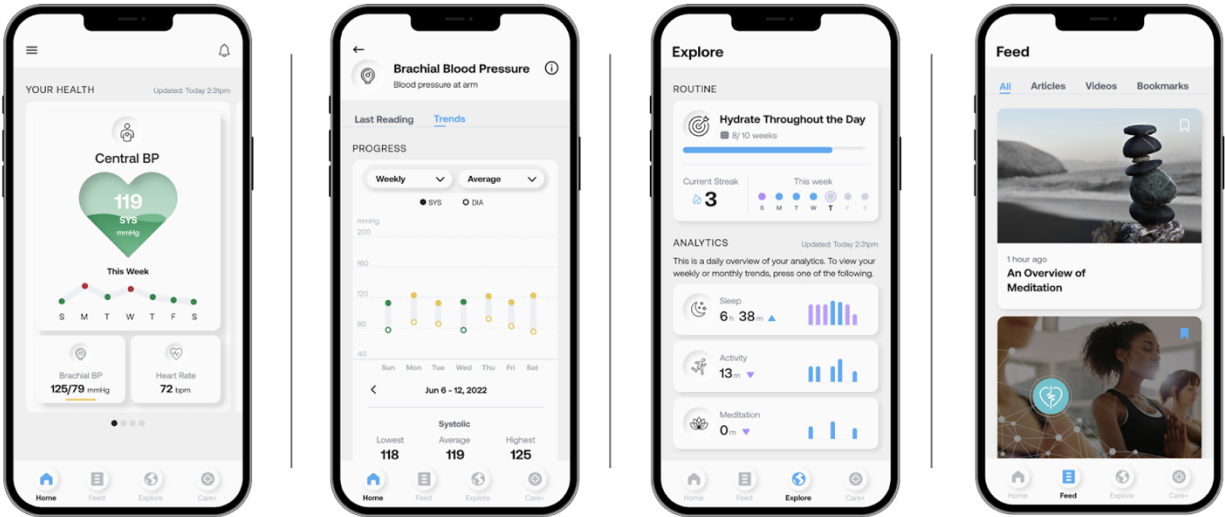 YOUR HEALTH
Updated: Today 2:31pm
Central BP
119
SYS
mmHg
This Week
S M T W T F S
Brachial BP
125/79 mmHg
Heart Rate
72 bpm
Home Feed Explore Care+
Brachial Blood Pressure
Blood pressure at arm
Last Reading Trends
PROGRESS
Weekly Average
SYS DIA
mmHg
200
160
120
80
40
Sun Mon Tue Wed Thu Fri Sat
Jun 6 - 12, 2022
Systolic
Lowest Average Highest
118 119 125
Home Feed Explore Care+
Explore
ROUTINE
Hydrate Throughout the Day
8/10 weeks
Current Streak
3
This week
S M T W T F S
ANALYTICS
Updated: Today 2:31pm
This is a daily overview of your analytics. To view your
weekly or monthly trends, press one of the following.
Sleep
6h 38m
Activity
13m
Meditation
0m
Home Feed Explore Care+
Feed
All Articles Videos Bookmarks
1 hour ago
An Overview of
Meditation
Home Feed Explore Care+